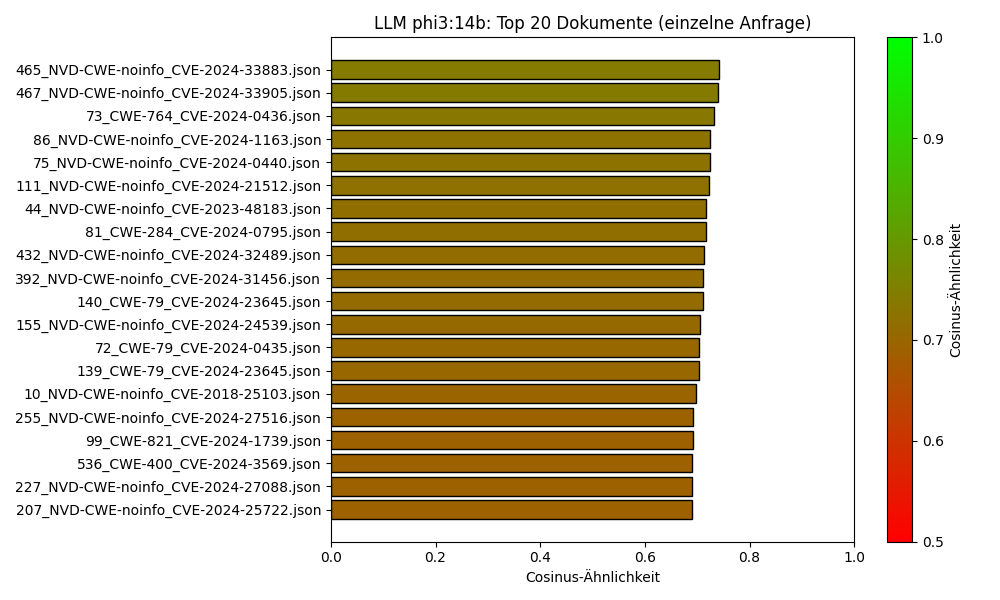 LLM phi3:14b: Top 20 Dokumente (einzelne Anfrage)
465_NVD-CWE-noinfo_CVE-2024-33883.json
467_NVD-CWE-noinfo_CVE-2024-33905.json
73_CWE-764_CVE-2024-0436.json
86_NVD-CWE-noinfo_CVE-2024-1163.json
75_NVD-CWE-noinfo_CVE-2024-0440.json
111_NVD-CWE-noinfo_CVE-2024-21512.json
44_NVD-CWE-noinfo_CVE-2023-48183.json
81_CWE-284_CVE-2024-0795.json
432_NVD-CWE-noinfo_CVE-2024-32489.json
392_NVD-CWE-noinfo_CVE-2024-31456.json
140_CWE-79_CVE-2024-23645.json
155_NVD-CWE-noinfo_CVE-2024-24539.json
72_CWE-79_CVE-2024-0435.json
139_CWE-79_CVE-2024-23645.json
10_NVD-CWE-noinfo_CVE-2018-25103.json
255_NVD-CWE-noinfo_CVE-2024-27516.json
99_CWE-821_CVE-2024-1739.json
536_CWE-400_CVE-2024-3569.json
227_NVD-CWE-noinfo_CVE-2024-27088.json
207_NVD-CWE-noinfo_CVE-2024-25722.json
0.0 0.2 0.4 0.6 0.8 1.0
Cosinus-Ähnlichkeit
1.0
0.9
0.8
0.7
0.6
0.5
Cosinus-Ähnlichkeit